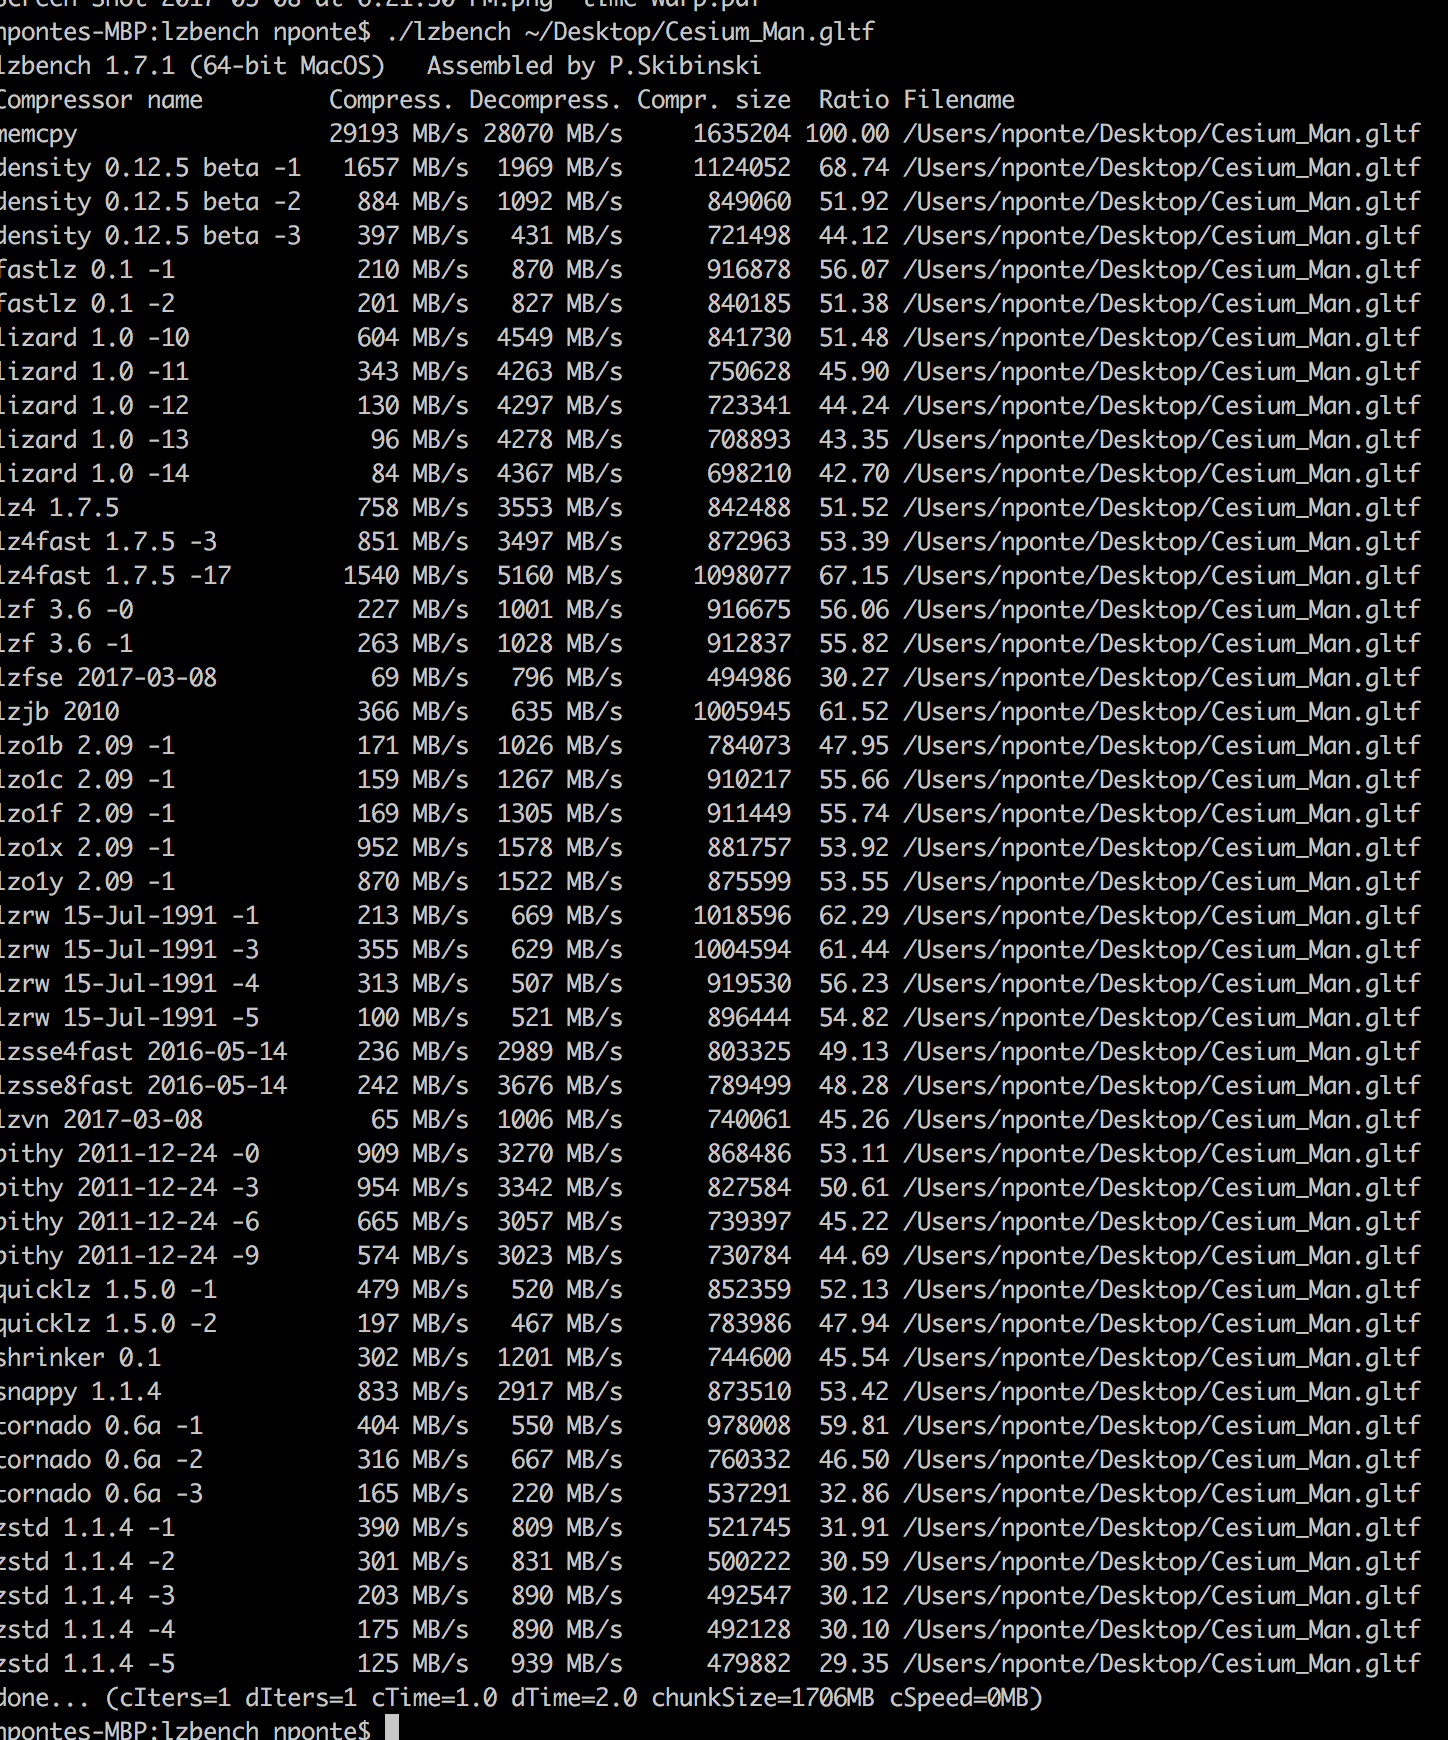 Screen Shot 2017-03-08 at 6.21.50 PM.png  time warp.pdf
npontes-MBP:lzbench nponte$ ./lzbench ~/Desktop/Cesium_Man.gltf
lzbench 1.7.1 (64-bit MacOS)   Assembled by P.Skibinski
Compressor name         Compress. Decompress. Compr. size  Ratio Filename
memcpy                  29193 MB/s 28070 MB/s     1635204 100.00 /Users/nponte/Desktop/Cesium_Man.gltf
density 0.12.5 beta -1   1657 MB/s  1969 MB/s     1124052  68.74 /Users/nponte/Desktop/Cesium_Man.gltf
density 0.12.5 beta -2    884 MB/s  1092 MB/s      849060  51.92 /Users/nponte/Desktop/Cesium_Man.gltf
density 0.12.5 beta -3    397 MB/s   431 MB/s      721498  44.12 /Users/nponte/Desktop/Cesium_Man.gltf
fastlz 0.1 -1             210 MB/s   870 MB/s      916878  56.07 /Users/nponte/Desktop/Cesium_Man.gltf
fastlz 0.1 -2             201 MB/s   827 MB/s      840185  51.38 /Users/nponte/Desktop/Cesium_Man.gltf
lizard 1.0 -10            604 MB/s  4549 MB/s      841730  51.48 /Users/nponte/Desktop/Cesium_Man.gltf
lizard 1.0 -11            343 MB/s  4263 MB/s      750628  45.90 /Users/nponte/Desktop/Cesium_Man.gltf
lizard 1.0 -12            130 MB/s  4297 MB/s      723341  44.24 /Users/nponte/Desktop/Cesium_Man.gltf
lizard 1.0 -13             96 MB/s  4278 MB/s      708893  43.35 /Users/nponte/Desktop/Cesium_Man.gltf
lizard 1.0 -14             84 MB/s  4367 MB/s      698210  42.70 /Users/nponte/Desktop/Cesium_Man.gltf
lz4 1.7.5                 758 MB/s  3553 MB/s      842488  51.52 /Users/nponte/Desktop/Cesium_Man.gltf
lz4fast 1.7.5 -3          851 MB/s  3497 MB/s      872963  53.39 /Users/nponte/Desktop/Cesium_Man.gltf
lz4fast 1.7.5 -17        1540 MB/s  5160 MB/s     1098077  67.15 /Users/nponte/Desktop/Cesium_Man.gltf
lzf 3.6 -0                227 MB/s  1001 MB/s      916675  56.06 /Users/nponte/Desktop/Cesium_Man.gltf
lzf 3.6 -1                263 MB/s  1028 MB/s      912837  55.82 /Users/nponte/Desktop/Cesium_Man.gltf
lzfse 2017-03-08           69 MB/s   796 MB/s      494986  30.27 /Users/nponte/Desktop/Cesium_Man.gltf
lzjb 2010                 366 MB/s   635 MB/s     1005945  61.52 /Users/nponte/Desktop/Cesium_Man.gltf
lzo1b 2.09 -1             171 MB/s  1026 MB/s      784073  47.95 /Users/nponte/Desktop/Cesium_Man.gltf
lzo1c 2.09 -1             159 MB/s  1267 MB/s      910217  55.66 /Users/nponte/Desktop/Cesium_Man.gltf
lzo1f 2.09 -1             169 MB/s  1305 MB/s      911449  55.74 /Users/nponte/Desktop/Cesium_Man.gltf
lzo1x 2.09 -1             952 MB/s  1578 MB/s      881757  53.92 /Users/nponte/Desktop/Cesium_Man.gltf
lzo1y 2.09 -1             870 MB/s  1522 MB/s      875599  53.55 /Users/nponte/Desktop/Cesium_Man.gltf
lzrw 15-Jul-1991 -1       213 MB/s   669 MB/s     1018596  62.29 /Users/nponte/Desktop/Cesium_Man.gltf
lzrw 15-Jul-1991 -3       355 MB/s   629 MB/s     1004594  61.44 /Users/nponte/Desktop/Cesium_Man.gltf
lzrw 15-Jul-1991 -4       313 MB/s   507 MB/s      919530  56.23 /Users/nponte/Desktop/Cesium_Man.gltf
lzrw 15-Jul-1991 -5       100 MB/s   521 MB/s      896444  54.82 /Users/nponte/Desktop/Cesium_Man.gltf
lzsse4fast 2016-05-14     236 MB/s  2989 MB/s      803325  49.13 /Users/nponte/Desktop/Cesium_Man.gltf
lzsse8fast 2016-05-14     242 MB/s  3676 MB/s      789499  48.28 /Users/nponte/Desktop/Cesium_Man.gltf
lzvn 2017-03-08            65 MB/s  1006 MB/s      740061  45.26 /Users/nponte/Desktop/Cesium_Man.gltf
pithy 2011-12-24 -0       909 MB/s  3270 MB/s      868486  53.11 /Users/nponte/Desktop/Cesium_Man.gltf
pithy 2011-12-24 -3       954 MB/s  3342 MB/s      827584  50.61 /Users/nponte/Desktop/Cesium_Man.gltf
pithy 2011-12-24 -6       665 MB/s  3057 MB/s      739397  45.22 /Users/nponte/Desktop/Cesium_Man.gltf
pithy 2011-12-24 -9       574 MB/s  3023 MB/s      730784  44.69 /Users/nponte/Desktop/Cesium_Man.gltf
quicklz 1.5.0 -1          479 MB/s   520 MB/s      852359  52.13 /Users/nponte/Desktop/Cesium_Man.gltf
quicklz 1.5.0 -2          197 MB/s   467 MB/s      783986  47.94 /Users/nponte/Desktop/Cesium_Man.gltf
shrinker 0.1              302 MB/s  1201 MB/s      744600  45.54 /Users/nponte/Desktop/Cesium_Man.gltf
snappy 1.1.4              833 MB/s  2917 MB/s      873510  53.42 /Users/nponte/Desktop/Cesium_Man.gltf
tornado 0.6a -1           404 MB/s   550 MB/s      978008  59.81 /Users/nponte/Desktop/Cesium_Man.gltf
tornado 0.6a -2           316 MB/s   667 MB/s      760332  46.50 /Users/nponte/Desktop/Cesium_Man.gltf
tornado 0.6a -3           165 MB/s   220 MB/s      537291  32.86 /Users/nponte/Desktop/Cesium_Man.gltf
zstd 1.1.4 -1             390 MB/s   809 MB/s      521745  31.91 /Users/nponte/Desktop/Cesium_Man.gltf
zstd 1.1.4 -2             301 MB/s   831 MB/s      500222  30.59 /Users/nponte/Desktop/Cesium_Man.gltf
zstd 1.1.4 -3             203 MB/s   890 MB/s      492547  30.12 /Users/nponte/Desktop/Cesium_Man.gltf
zstd 1.1.4 -4             175 MB/s   890 MB/s      492128  30.10 /Users/nponte/Desktop/Cesium_Man.gltf
zstd 1.1.4 -5             125 MB/s   939 MB/s      479882  29.35 /Users/nponte/Desktop/Cesium_Man.gltf
done... (cIters=1 dIters=1 cTime=1.0 dTime=2.0 chunkSize=1706MB cSpeed=0MB)
npontes-MBP:lzbench nponte$